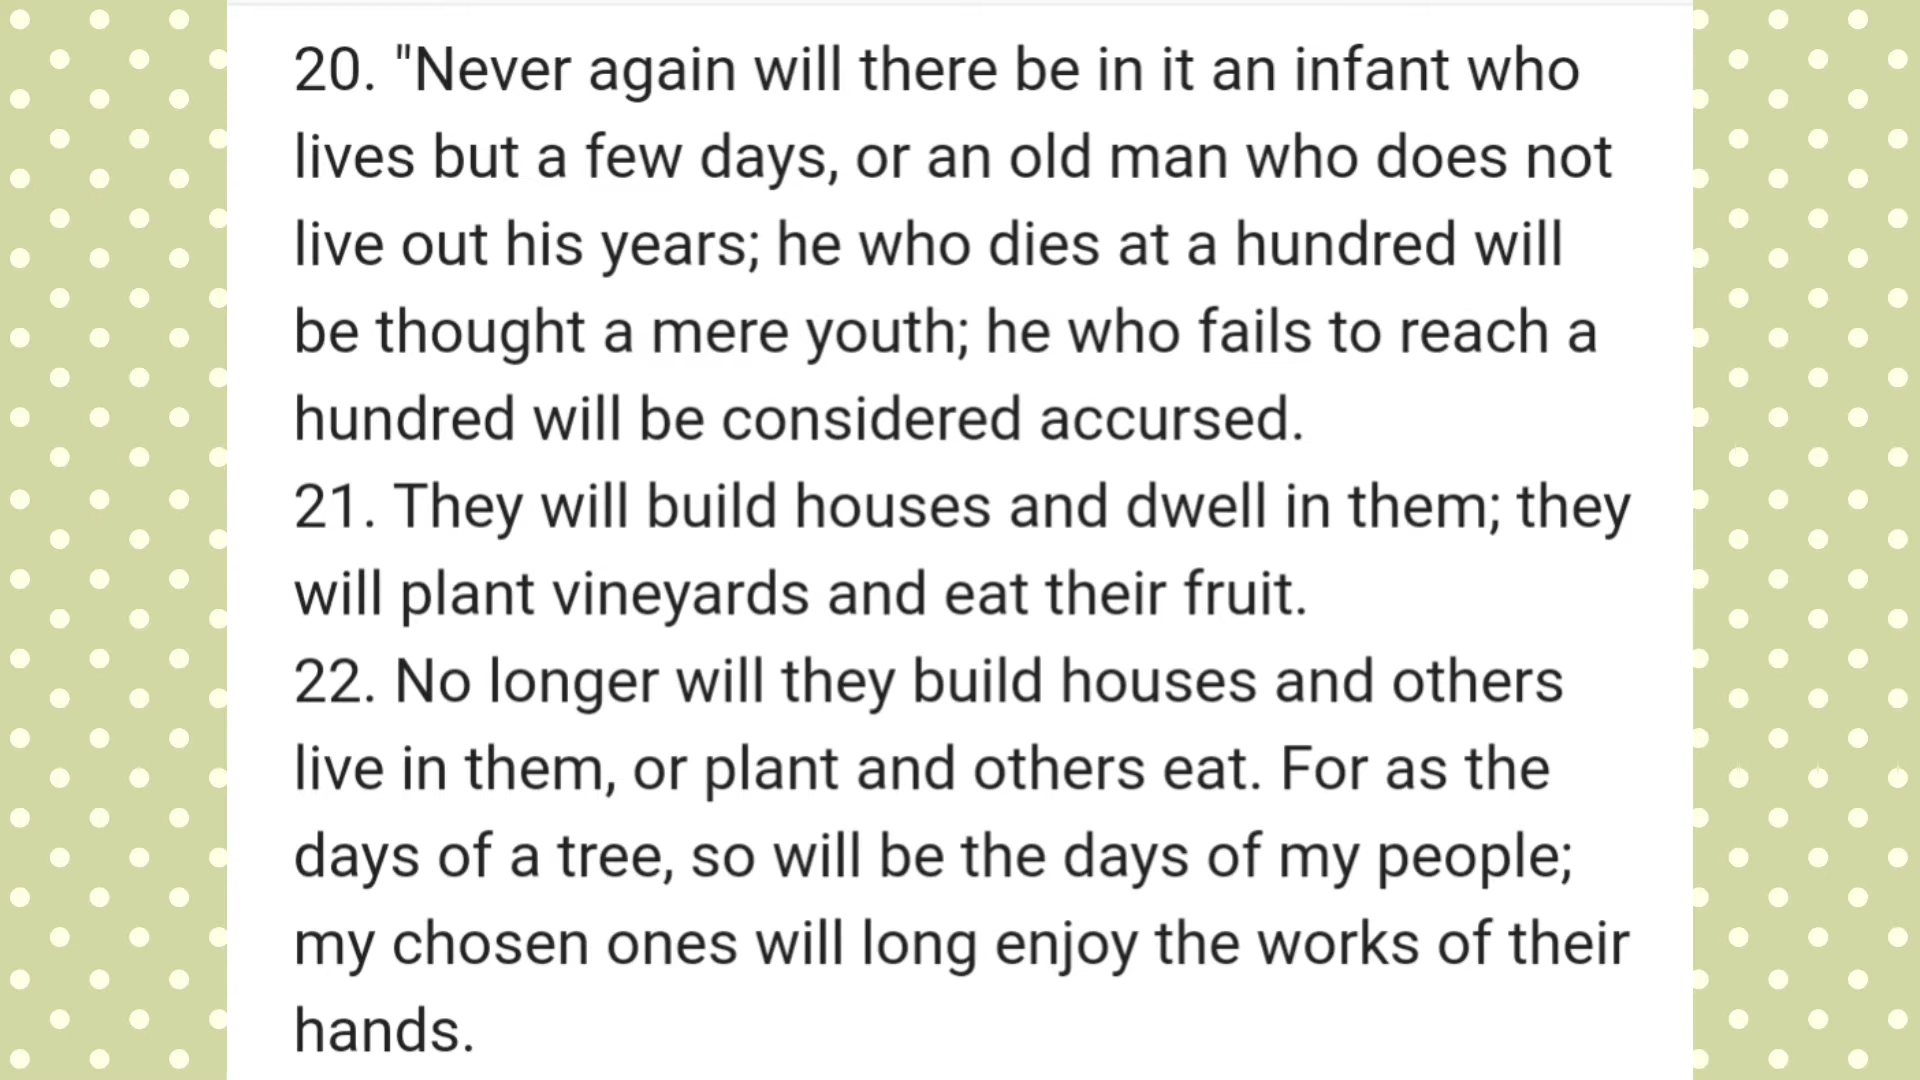 20. "Never again will there be in it an infant who
lives but a few days, or an old man who does not
live out his years; he who dies at a hundred will
be thought a mere youth; he who fails to reach a
hundred will be considered accursed.
21. They will build houses and dwell in them; they
will plant vineyards and eat their fruit.
22. No longer will they build houses and others
live in them, or plant and others eat. For as the
days of a tree, so will be the days of my people;
my chosen ones will long enjoy the works of their
hands.